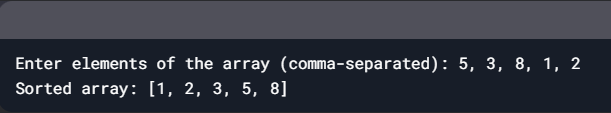 Enter elements of the array (comma-separated): 5, 3, 8, 1, 2
Sorted array: [1, 2, 3, 5, 8]